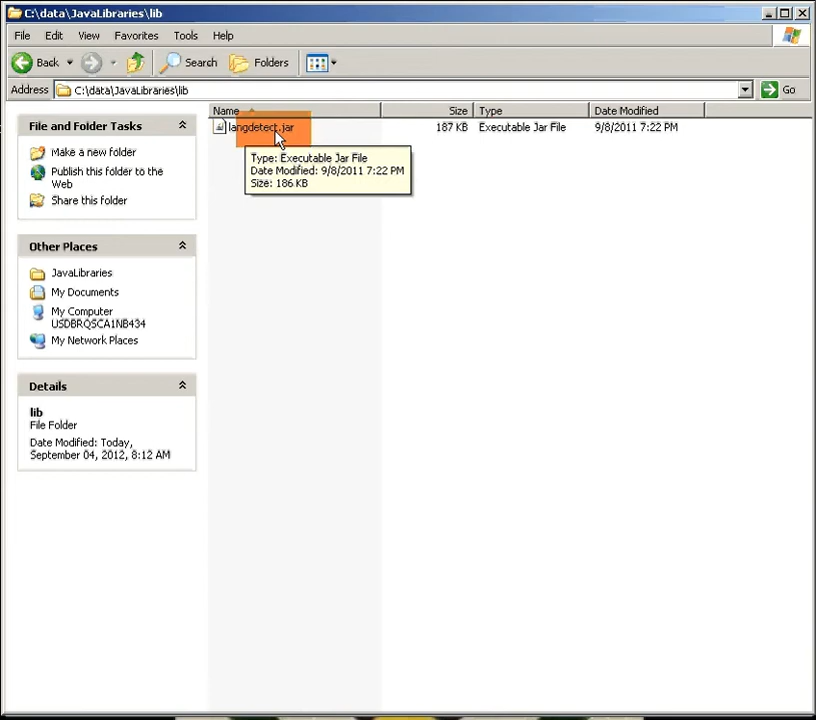 C:\data\JavaLibraries\lib
File Edit View Favorites Tools Help
Back Search Folders
Address C:\data\JavaLibraries\lib Go
Name Size Type Date Modified
langdetect.jar 187 KB Executable Jar File 9/8/2011 7:22 PM
Type: Executable Jar File
Date Modified: 9/8/2011 7:22 PM
Size: 186 KB
File and Folder Tasks
Make a new folder
Publish this folder to the
Web
Share this folder
Other Places
JavaLibraries
My Documents
My Computer
USDBRQSCA1NB434
My Network Places
Details
lib
File Folder
Date Modified: Today,
September 04, 2012, 8:12 AM